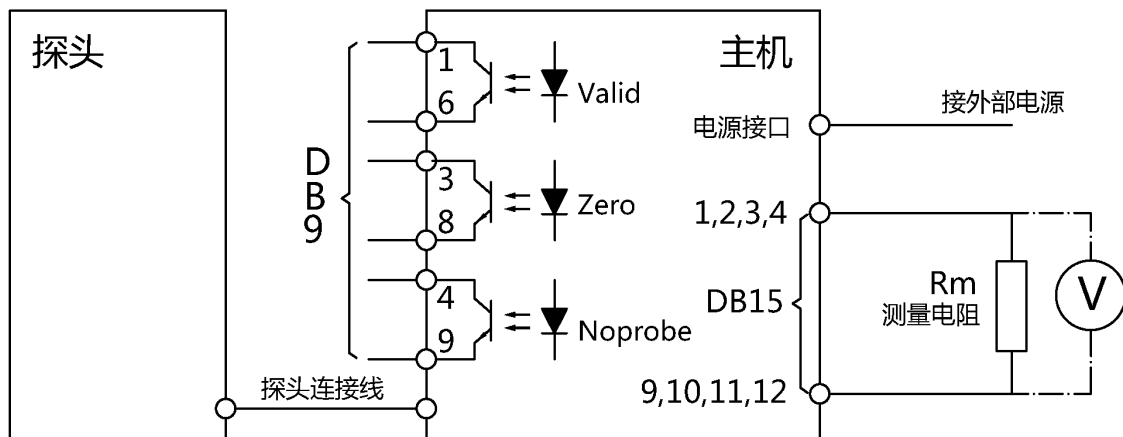 探头
主机
1
6
Valid
3
8
Zero
4
9
Noprobe
D
B
9
探头连接线
电源接口
接外部电源
1,2,3,4
DB15
9,10,11,12
Rm
测量电阻
V